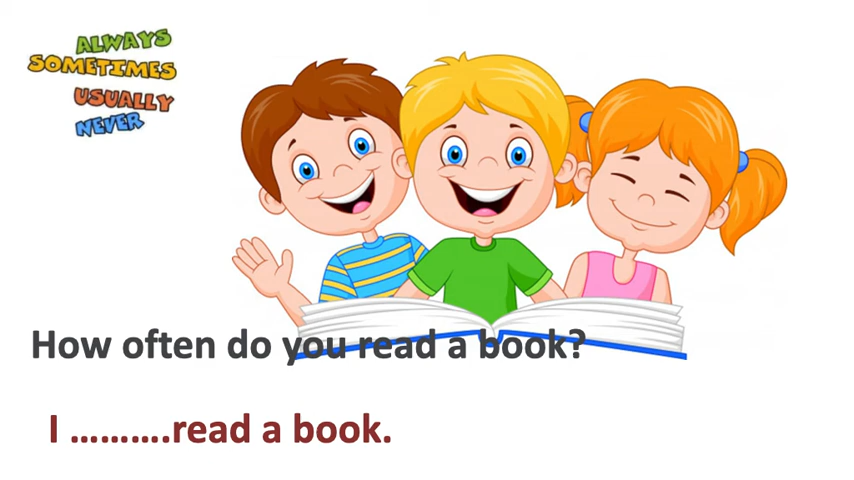 ALWAYS
SOMETIMES
USUALLY
NEVER
How often do you read a book?
I ……….read a book.